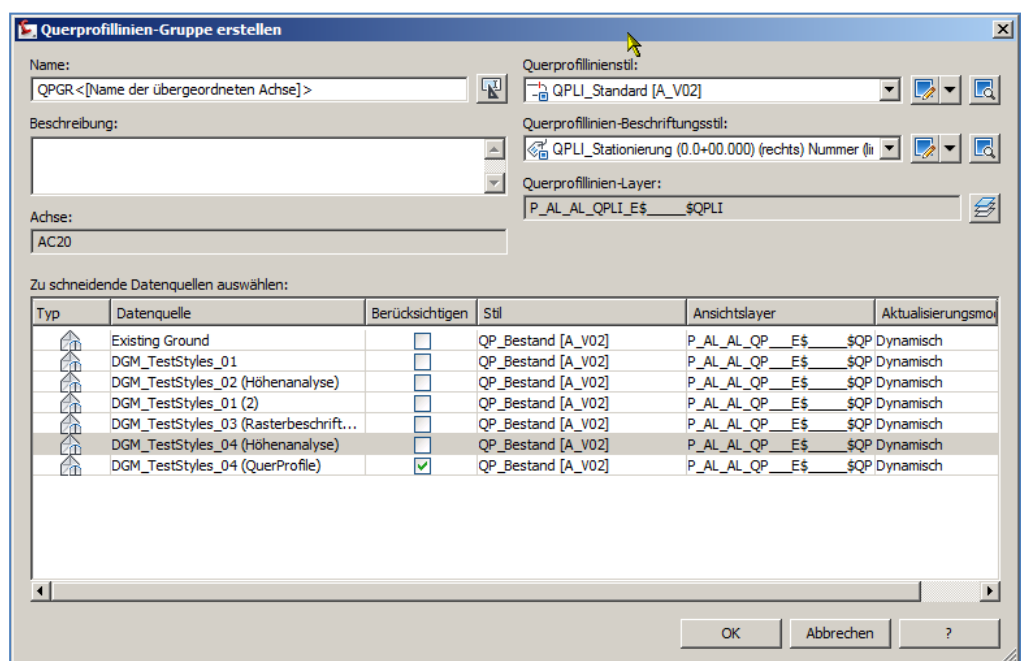 Querprofillinien-Gruppe erstellen
Name:
QPGR<[Name der übergeordneten Achse]>
Beschreibung:
Achse:
AC20
Querprofillinienstil:
QPLI_Standard [A_V02]
Querprofillinien-Beschriftungsstil:
QPLI_Stationierung (0.0+00.000) (rechts) Nummer (li
Querprofillinien-Layer:
P_AL_AL_QPLI_E$_____$QPLI
Zu schneidende Datenquellen auswählen:
Typ Datenquelle Berücksichtigen Stil Ansichtslayer Aktualisierungsmo
Existing Ground QP_Bestand [A_V02] P_AL_AL_QP___E$_____$QP Dynamisch
DGM_TestStyles_01 QP_Bestand [A_V02] P_AL_AL_QP___E$_____$QP Dynamisch
DGM_TestStyles_02 (Höhenanalyse) QP_Bestand [A_V02] P_AL_AL_QP___E$_____$QP Dynamisch
DGM_TestStyles_01 (2) QP_Bestand [A_V02] P_AL_AL_QP___E$_____$QP Dynamisch
DGM_TestStyles_03 (Rasterbeschrift... QP_Bestand [A_V02] P_AL_AL_QP___E$_____$QP Dynamisch
DGM_TestStyles_04 (Höhenanalyse) QP_Bestand [A_V02] P_AL_AL_QP___E$_____$QP Dynamisch
DGM_TestStyles_04 (QuerProfile) QP_Bestand [A_V02] P_AL_AL_QP___E$_____$QP Dynamisch
OK Abbrechen ?